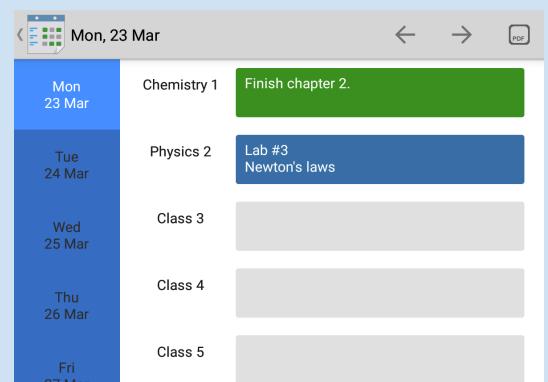 Mon, 23 Mar
PDF
Mon
23 Mar
Chemistry 1
Finish chapter 2.
Tue
24 Mar
Physics 2
Lab #3
Newton's laws
Wed
25 Mar
Class 3
Thu
26 Mar
Class 4
Fri
Class 5